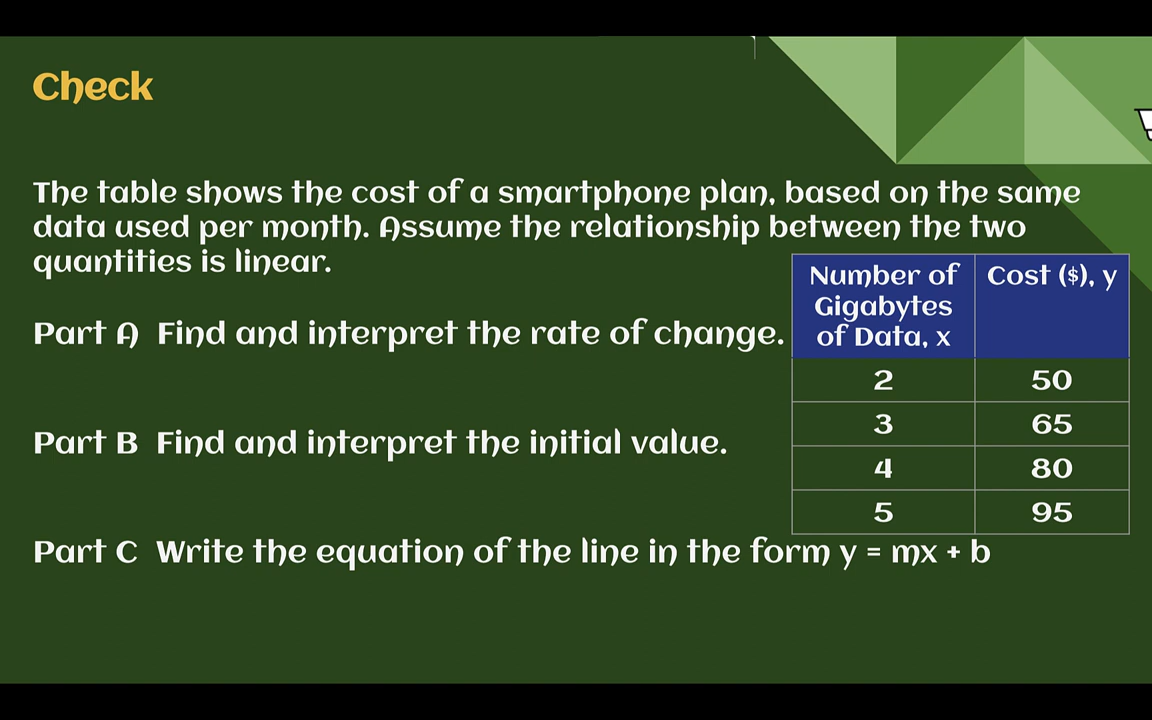 Check
The table shows the cost of a smartphone plan, based on the same
data used per month. Assume the relationship between the two
quantities is linear.
Number of Gigabytes of Data, x
Cost ($), y
2 50
3 65
4 80
5 95
Part A Find and interpret the rate of change.
Part B Find and interpret the initial value.
Part C Write the equation of the line in the form y = mx + b